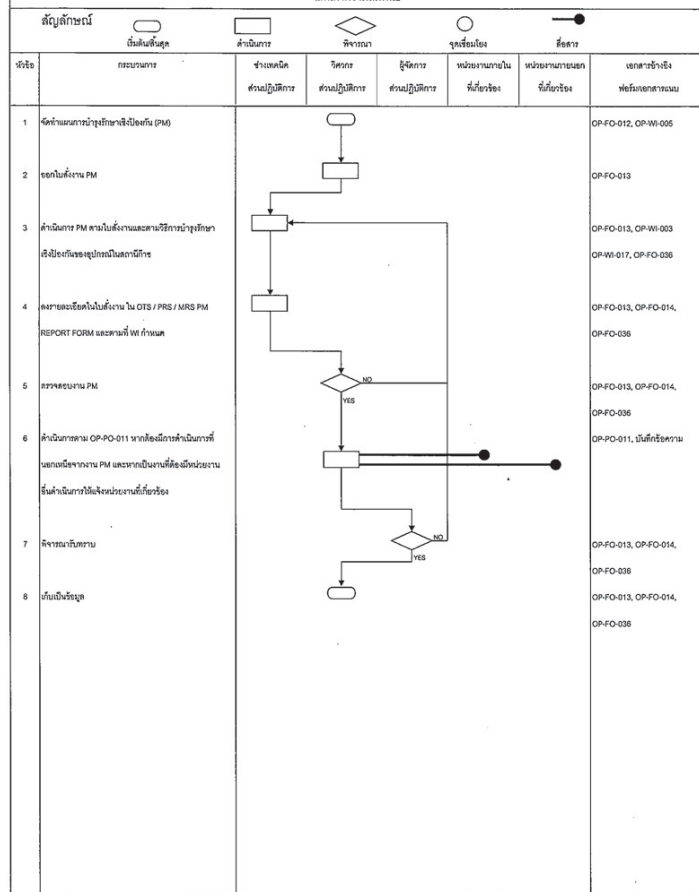 สัญลักษณ์
เริ่มต้น/สิ้นสุด ดำเนินการ พิจารณา จุดเชื่อมโยง สื่อสาร
หัวข้อ กระบวนการ ช่างเทคนิค วิศวกร ผู้จัดการ หน่วยงานภายใน หน่วยงานภายนอก เอกสารอ้างอิง
ส่วนปฏิบัติการ ส่วนปฏิบัติการ ส่วนปฏิบัติการ ที่เกี่ยวข้อง ที่เกี่ยวข้อง ฟอร์มเอกสารแนบ
1 จัดทำแผนการบำรุงรักษาเชิงป้องกัน (PM) OP-FO-012, OP-WI-005
2 ออกใบสั่งงาน PM OP-FO-013
3 ดำเนินการ PM ตามใบสั่งงานและตามวิธีการบำรุงรักษา OP-FO-013, OP-WI-003
เชิงป้องกันของอุปกรณ์ในสถานีก๊าซ OP-WI-017, OP-FO-036
4 ลงรายละเอียดในใบสั่งงาน ใน OTS / PRS / MRS PM OP-FO-013, OP-FO-014,
REPORT FORM และตามที่ WI กำหนด OP-FO-036
5 ตรวจสอบงาน PM NO OP-FO-013, OP-FO-014,
YES OP-FO-036
6 ดำเนินการตาม OP-PO-011 หากต้องมีการดำเนินการที่ OP-PO-011, บันทึกข้อความ
นอกเหนือจากงาน PM และหากเป็นงานที่ต้องมีหน่วยงาน
อื่นดำเนินการให้แจ้งหน่วยงานที่เกี่ยวข้อง
7 พิจารณารับทราบ NO OP-FO-013, OP-FO-014,
YES OP-FO-036
8 เก็บเป็นข้อมูล OP-FO-013, OP-FO-014,
OP-FO-036